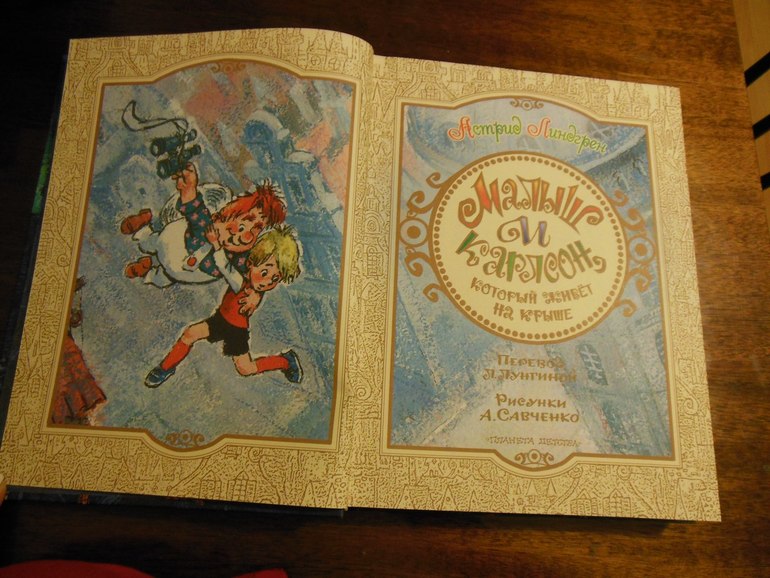 Астрид Линдгрен
Малыш
и
Карлсон,
который живёт
на крыше
Перевод
Л.Лунгиной
Рисунки
А.Савченко
«Планета детства»